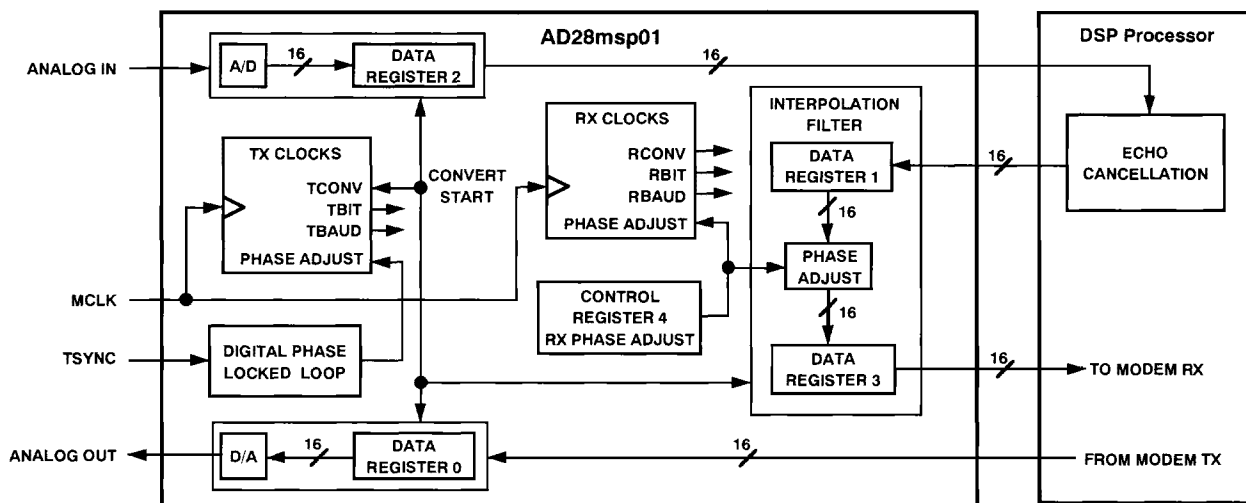 AD28msp01
DSP Processor
ANALOG IN
A/D
16
DATA
REGISTER 2
16
TX CLOCKS
TCONV
TBIT
TBAUD
PHASE ADJUST
CONVERT
START
RX CLOCKS
RCONV
RBIT
RBAUD
PHASE ADJUST
INTERPOLATION
FILTER
DATA
REGISTER 1
16
PHASE
ADJUST
16
DATA
REGISTER 3
16
ECHO
CANCELLATION
MCLK
CONTROL
REGISTER 4
RX PHASE ADJUST
TSYNC
DIGITAL PHASE
LOCKED LOOP
16
TO MODEM RX
ANALOG OUT
D/A
16
DATA
REGISTER 0
16
FROM MODEM TX